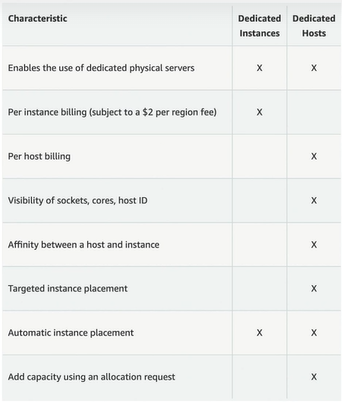 Characteristic Dedicated Dedicated
Instances Hosts
Enables the use of dedicated physical servers X X
Per instance billing (subject to a $2 per region fee) X
Per host billing X
Visibility of sockets, cores, host ID X
Affinity between a host and instance X
Targeted instance placement X
Automatic instance placement X X
Add capacity using an allocation request X